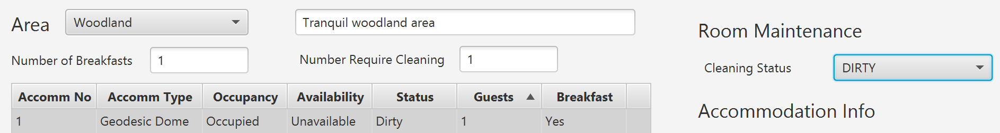 Area Woodland Tranquil woodland area
Number of Breakfasts 1 Number Require Cleaning 1
Accomm No Accomm Type Occupancy Availability Status Guests Breakfast
1 Geodesic Dome Occupied Unavailable Dirty 1 Yes
Room Maintenance
Cleaning Status DIRTY
Accommodation Info